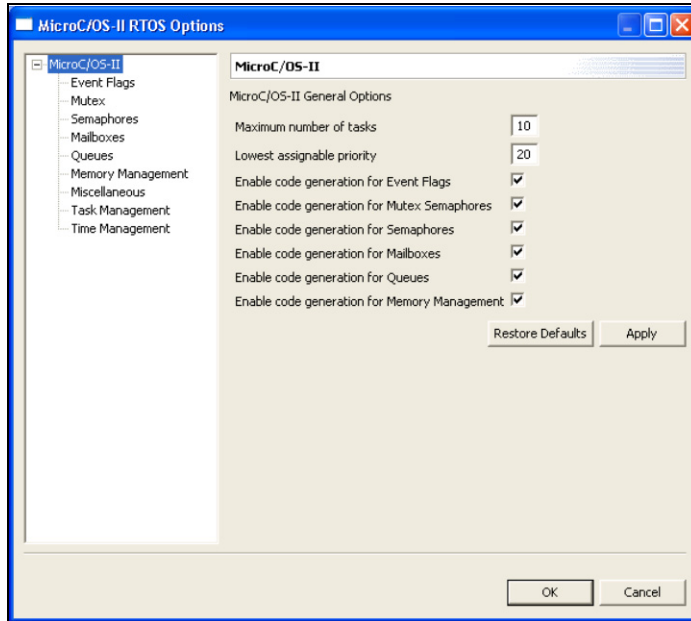 MicroC/OS-II RTOS Options
MicroC/OS-II
Event Flags
Mutex
Semaphores
Mailboxes
Queues
Memory Management
Miscellaneous
Task Management
Time Management
MicroC/OS-II
MicroC/OS-II General Options
Maximum number of tasks 10
Lowest assignable priority 20
Enable code generation for Event Flags
Enable code generation for Mutex Semaphores
Enable code generation for Semaphores
Enable code generation for Mailboxes
Enable code generation for Queues
Enable code generation for Memory Management
Restore Defaults Apply
OK Cancel